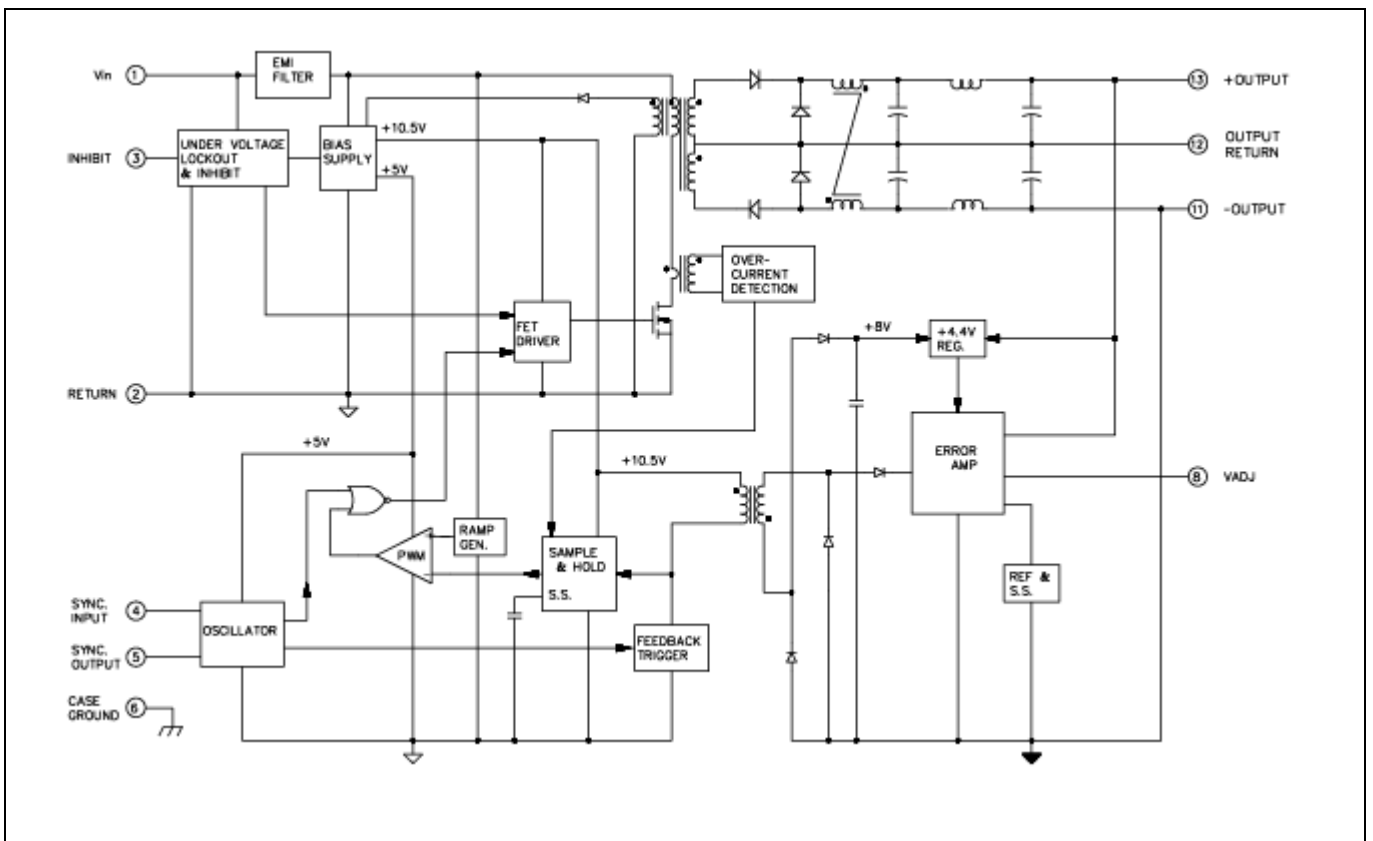 Vin 1
EMI
FILTER
13 +OUTPUT
+10.5V
INHIBIT 3
UNDER VOLTAGE
LOCKOUT
& INHIBIT
BIAS
SUPPLY
+5V
12 OUTPUT
RETURN
11 -OUTPUT
OVER-
CURRENT
DETECTION
FET
DRIVER
+8V
+4.4V
REG.
RETURN 2
+5V
+10.5V
ERROR
AMP
8 VADJ
PWM
RAMP
GEN.
SAMPLE
& HOLD
S.S.
REF &
S.S.
SYNC.
INPUT 4
OSCILLATOR
SYNC.
OUTPUT 5
FEEDBACK
TRIGGER
CASE
GROUND 6